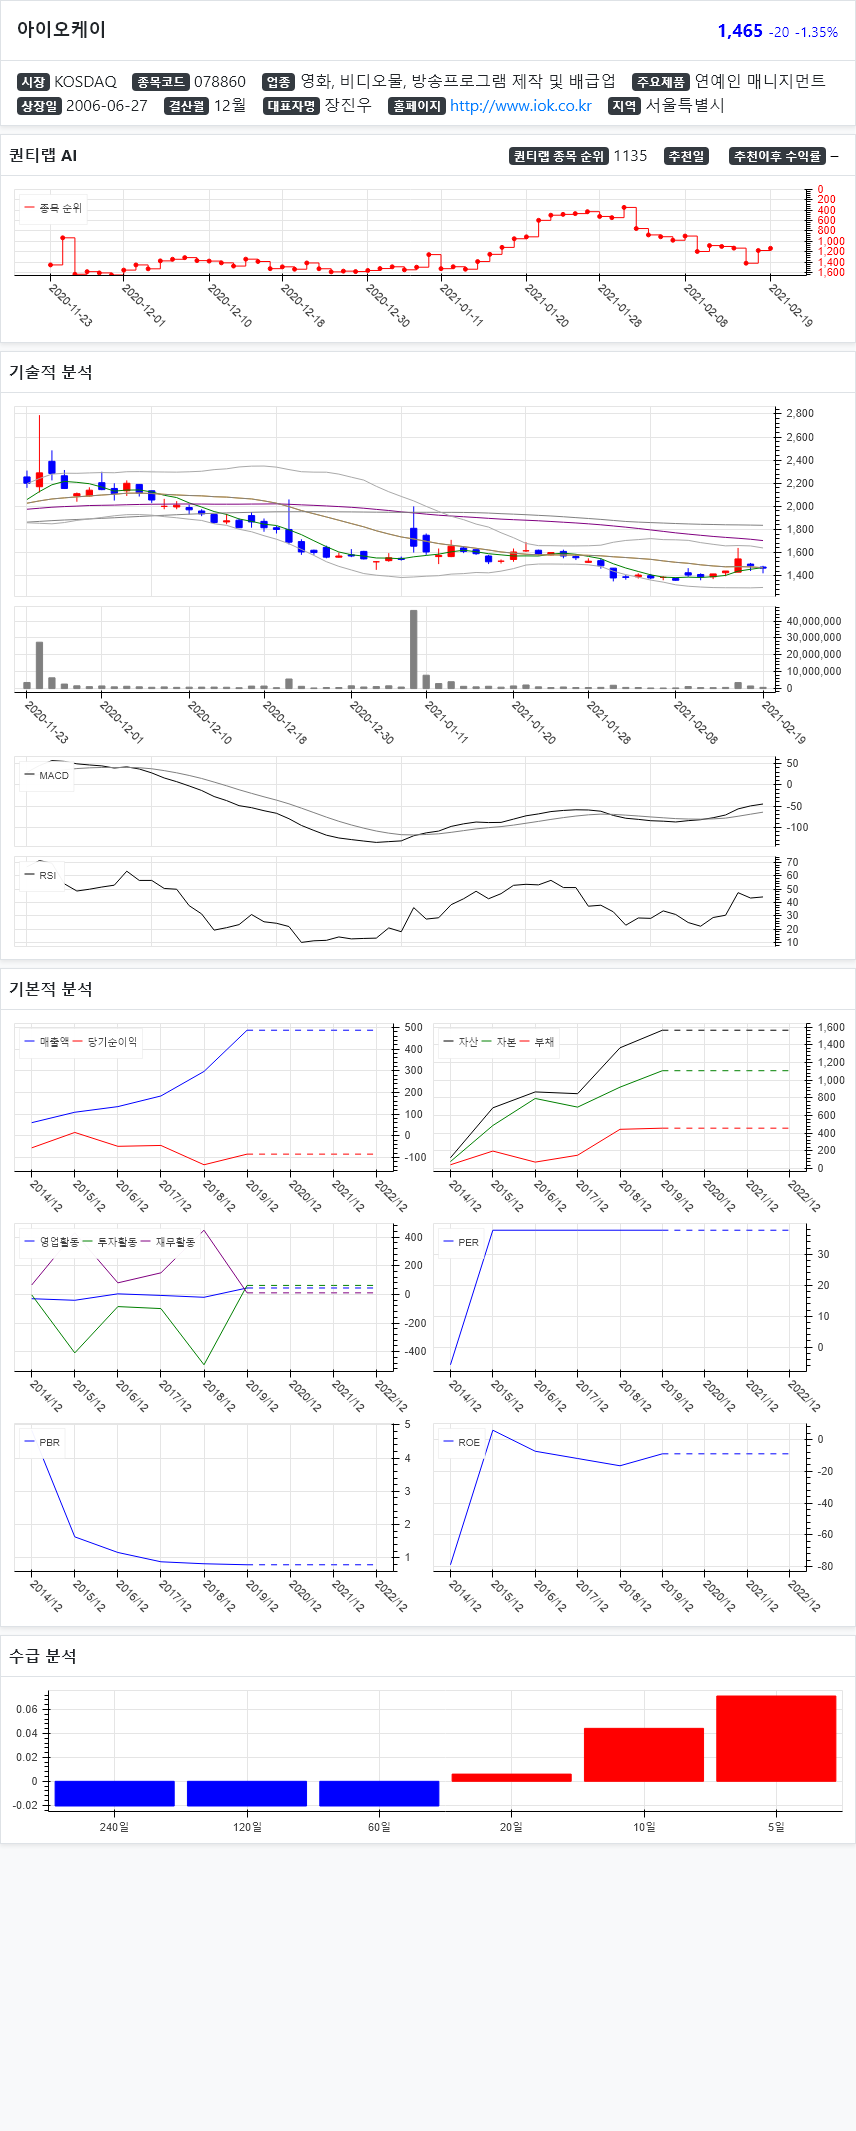 아이오케이
1,465 -20 -1.35%
시장 KOSDAQ 종목코드 078860 업종 영화, 비디오물, 방송프로그램 제작 및 배급업 주요제품 연예인 매니지먼트
상장일 2006-06-27 결산월 12월 대표자명 장진우 홈페이지 http://www.iok.co.kr 지역 서울특별시
퀀티랩 AI
퀀티랩 종목 순위 1135 추천일 추천이후 수익률 –
종목 순위
0
200
400
600
800
1,000
1,200
1,400
1,600
2020-11-23 2020-12-01 2020-12-10 2020-12-18 2020-12-30 2021-01-11 2021-01-20 2021-01-28 2021-02-08 2021-02-19
기술적 분석
2,800
2,600
2,400
2,200
2,000
1,800
1,600
1,400
40,000,000
30,000,000
20,000,000
10,000,000
0
2020-11-23 2020-12-01 2020-12-10 2020-12-18 2020-12-30 2021-01-11 2021-01-20 2021-01-28 2021-02-08 2021-02-19
MACD
50
0
-50
-100
RSI
70
60
50
40
30
20
10
기본적 분석
매출액 당기순이익
500
400
300
200
100
0
-100
2014/12 2015/12 2016/12 2017/12 2018/12 2019/12 2020/12 2021/12 2022/12
자산 자본 부채
1,600
1,400
1,200
1,000
800
600
400
200
0
2014/12 2015/12 2016/12 2017/12 2018/12 2019/12 2020/12 2021/12 2022/12
영업활동 투자활동 재무활동
400
200
0
-200
-400
2014/12 2015/12 2016/12 2017/12 2018/12 2019/12 2020/12 2021/12 2022/12
PER
30
20
10
0
2014/12 2015/12 2016/12 2017/12 2018/12 2019/12 2020/12 2021/12 2022/12
PBR
5
4
3
2
1
2014/12 2015/12 2016/12 2017/12 2018/12 2019/12 2020/12 2021/12 2022/12
ROE
0
-20
-40
-60
-80
2014/12 2015/12 2016/12 2017/12 2018/12 2019/12 2020/12 2021/12 2022/12
수급 분석
0.06
0.04
0.02
0
-0.02
240일 120일 60일 20일 10일 5일